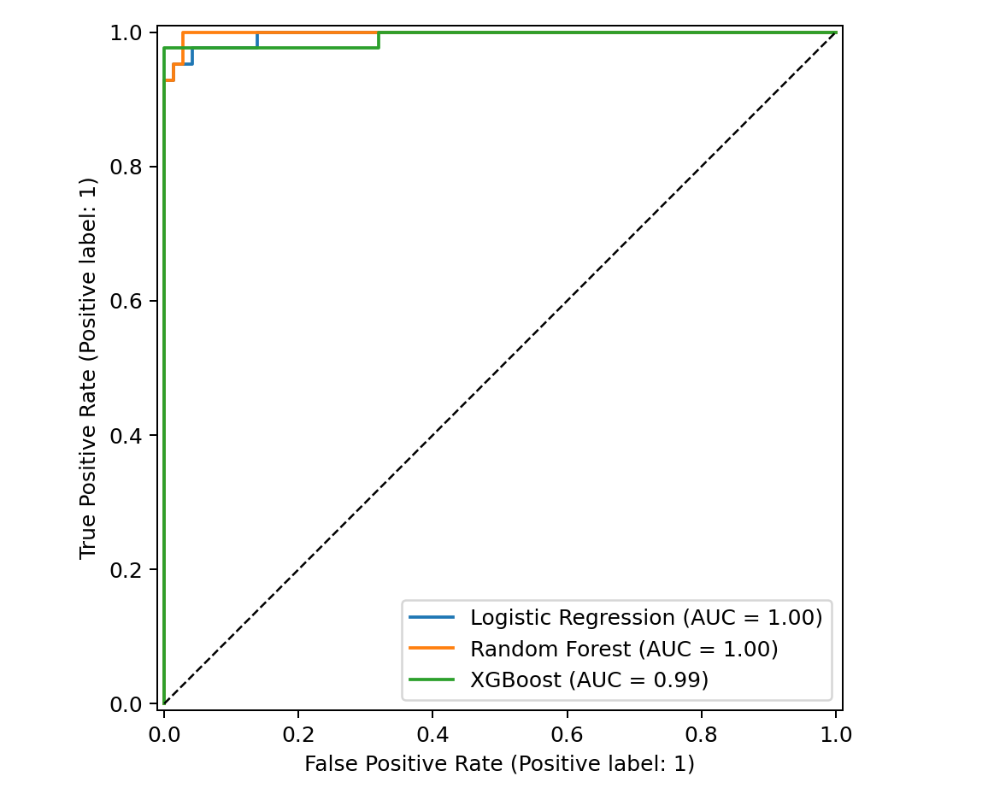 1.0
0.8
0.6
0.4
0.2
0.0
True Positive Rate (Positive label: 1)
Logistic Regression (AUC = 1.00)
Random Forest (AUC = 1.00)
XGBoost (AUC = 0.99)
0.0 0.2 0.4 0.6 0.8 1.0
False Positive Rate (Positive label: 1)